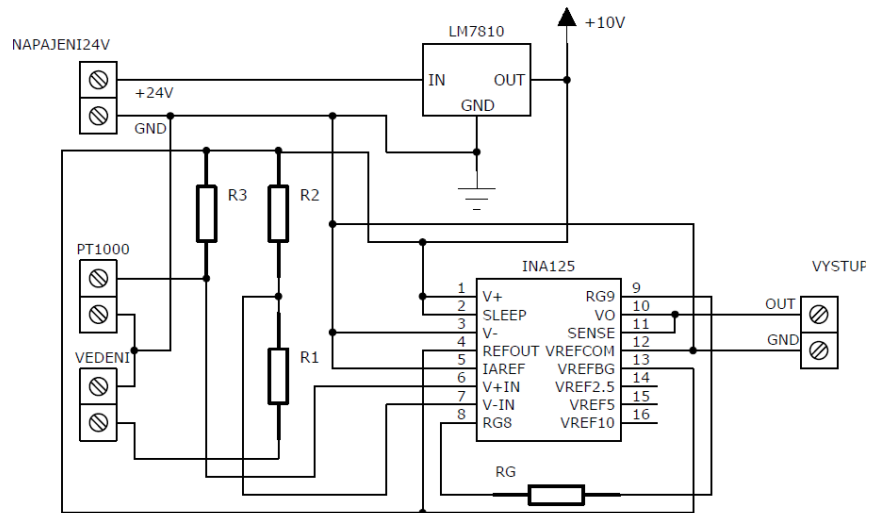 LM7810
+10V
NAPAJENI24V
IN
OUT
+24V
GND
GND
R3
R2
PT1000
INA125
VYSTUP
1
V+
RG9
9
2
SLEEP
VO
10
OUT
3
V-
SENSE
11
4
REFOUT
VREFCOM
12
GND
VEDENI
R1
5
IAREF
VREFBG
13
6
V+IN
VREF2.5
14
7
V-IN
VREF5
15
8
RG8
VREF10
16
RG